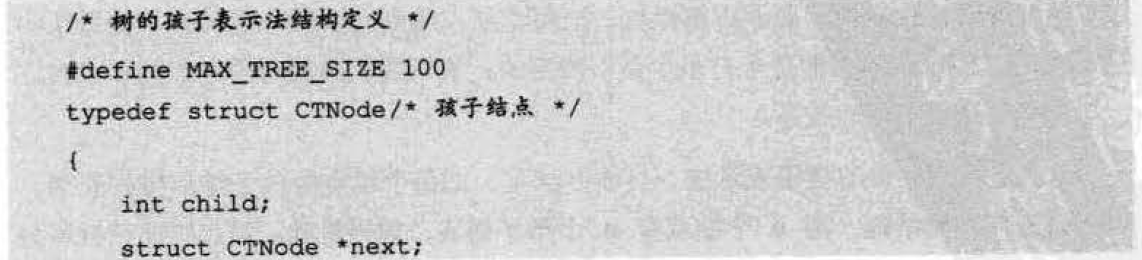 /* 树的孩子表示法结构定义 */
#define MAX_TREE_SIZE 100
typedef struct CTNode/* 孩子结点 */
{
int child;
struct CTNode *next;